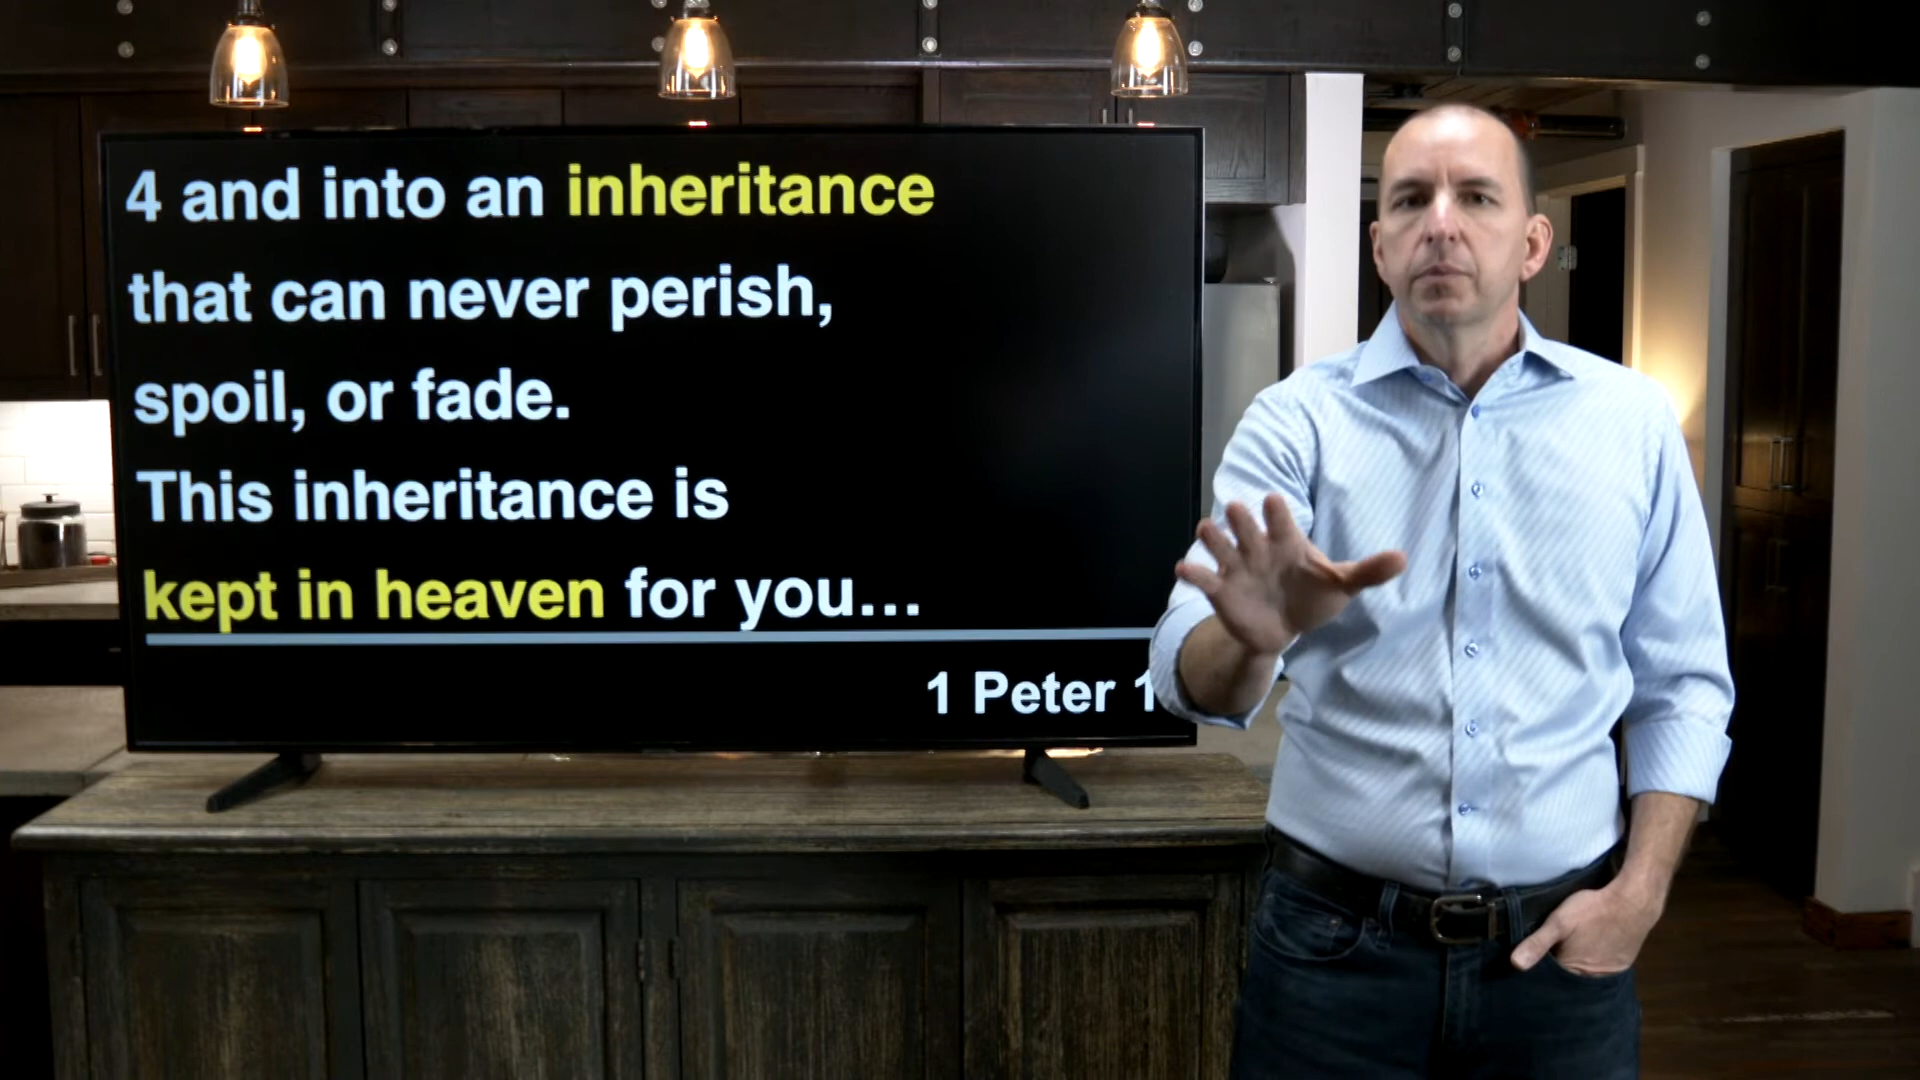 4 and into an inheritance
that can never perish,
spoil, or fade.
This inheritance is
kept in heaven for you…
1 Peter 1